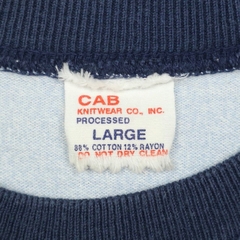 CAB
KNITWEAR CO., INC.
PROCESSED
LARGE
88% COTTON 12% RAYON
DO NOT DRY CLEAN